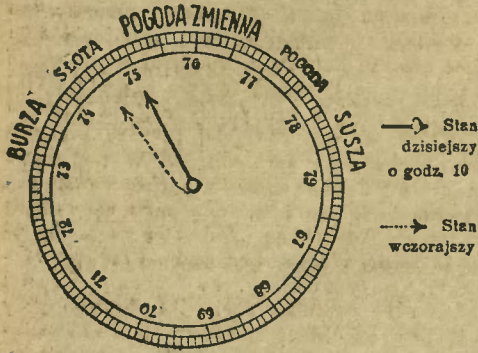 BURZA
SŁOTA
POGODA ZMIENNA
POGODA
SUSZA
73
74
75
76
77
78
79
67
68
69
70
71
72
Stan
dzisiejszy
o godz. 10
Stan
wczorajszy